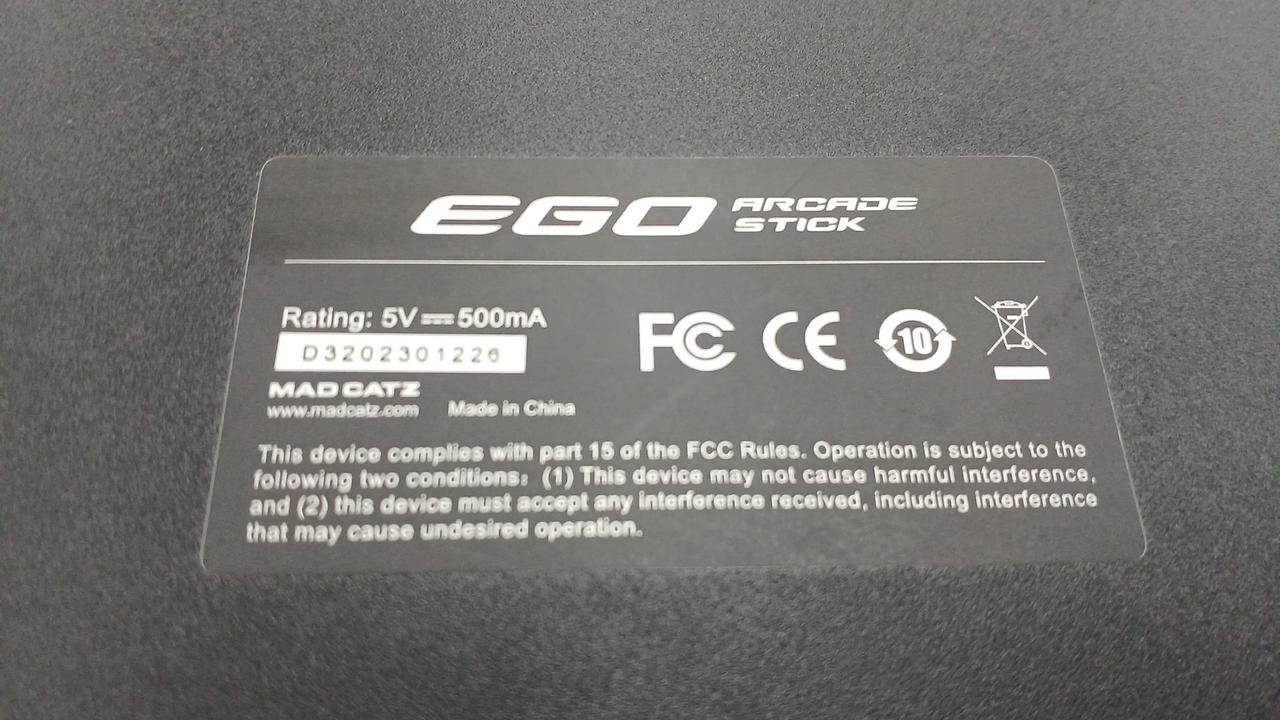 EGO ARCADE STICK
Rating: 5V ⎓ 500mA
D3202301226
MAD CATZ
www.madcatz.com Made in China
FC CE 10
This device complies with part 15 of the FCC Rules. Operation is subject to the
following two conditions: (1) This device may not cause harmful interference,
and (2) this device must accept any interference received, including interference
that may cause undesired operation.